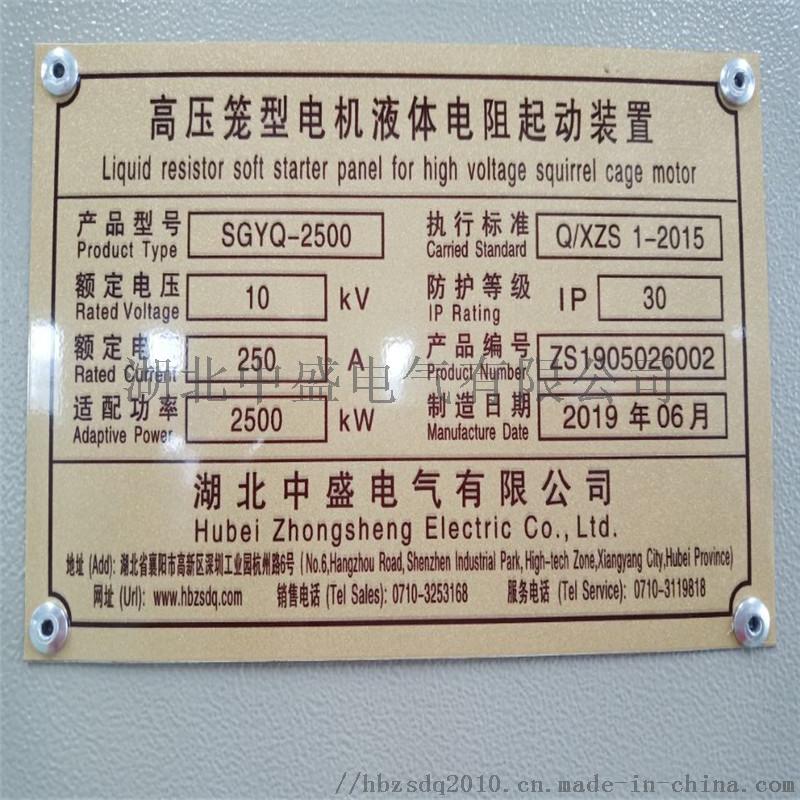 高压笼型电机液体电阻起动装置
Liquid resistor soft starter panel for high voltage squirrel cage motor
产品型号 SGYQ-2500 执行标准 Q/XZS 1-2015
Product Type Carried Standard
额定电压 10 kV 防护等级 IP 30
Rated Voltage IP Rating
额定电 250 A 产品编号 ZS1905026002
Rated Current Product Number
湖北中盛电气有限公司
适配功率 2500 kW 制造日期 2019 年 06 月
Adaptive Power Manufacture Date
湖北中盛电气有限公司
Hubei Zhongsheng Electric Co., Ltd.
地址 (Add): 湖北省襄阳市高新区深圳工业园杭州路6号 (No.6,Hangzhou Road,Shenzhen Industrial Park,High-tech Zone,Xiangyang City,Hubei Province)
网址 (Url): www.hbzsdq.com 销售电话 (Tel Sales): 0710-3253168 服务电话 (Tel Service): 0710-3119818
//hbzsdq2010.cn.made-in-china.com/